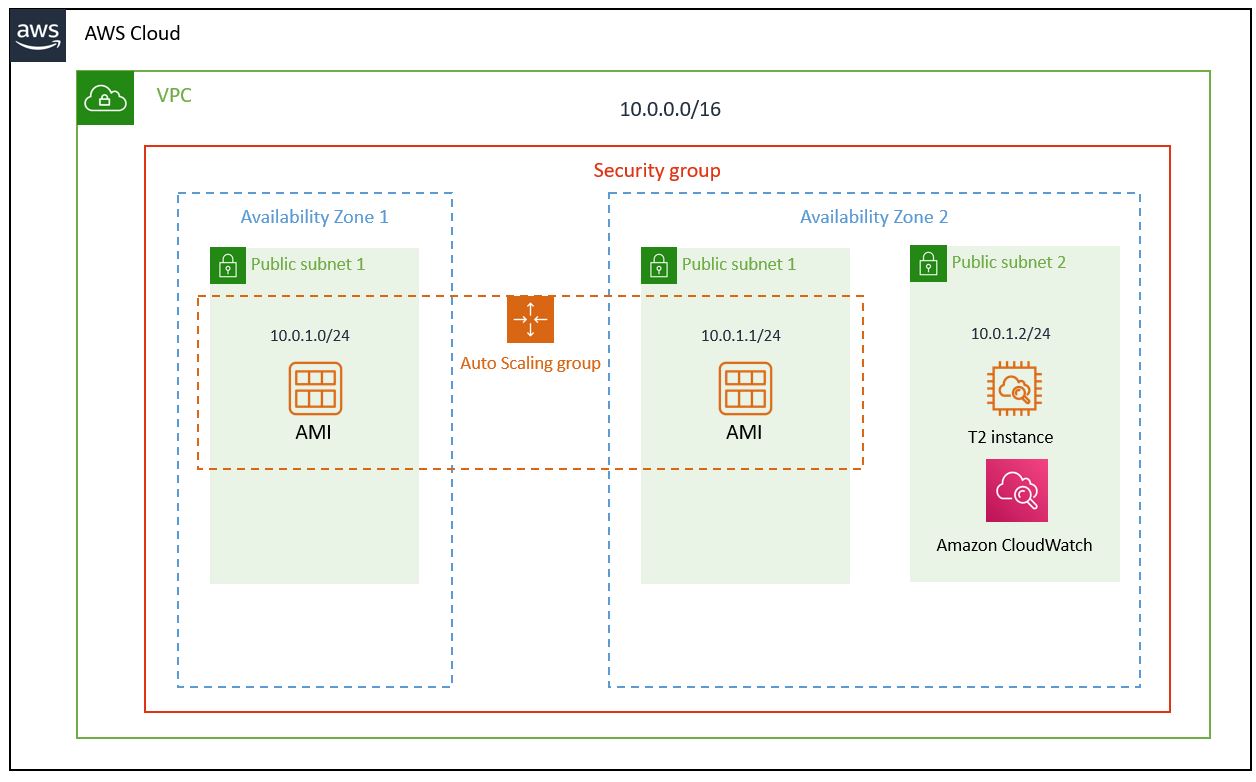 aws
AWS Cloud
VPC
10.0.0.0/16
Security group
Availability Zone 1
Public subnet 1
10.0.1.0/24
AMI
Auto Scaling group
Availability Zone 2
Public subnet 1
10.0.1.1/24
AMI
Public subnet 2
10.0.1.2/24
T2 instance
Amazon CloudWatch